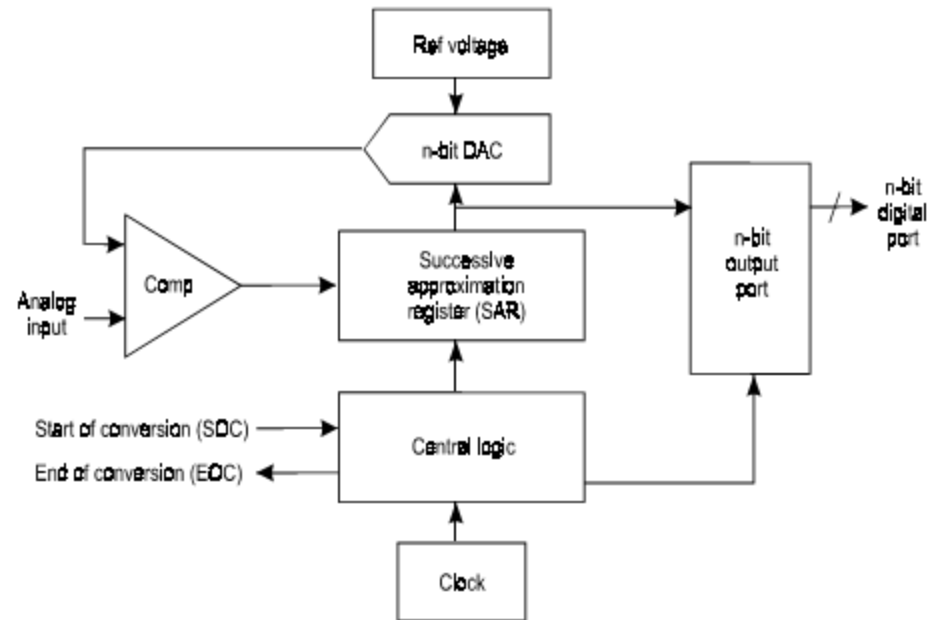 Ref voltage
n-bit DAC
n-bit
digital
port
n-bit
output
port
Successive
approximation
register (SAR)
Comp
Analog
input
Start of conversion (SOC)
End of conversion (EOC)
Central logic
Clock